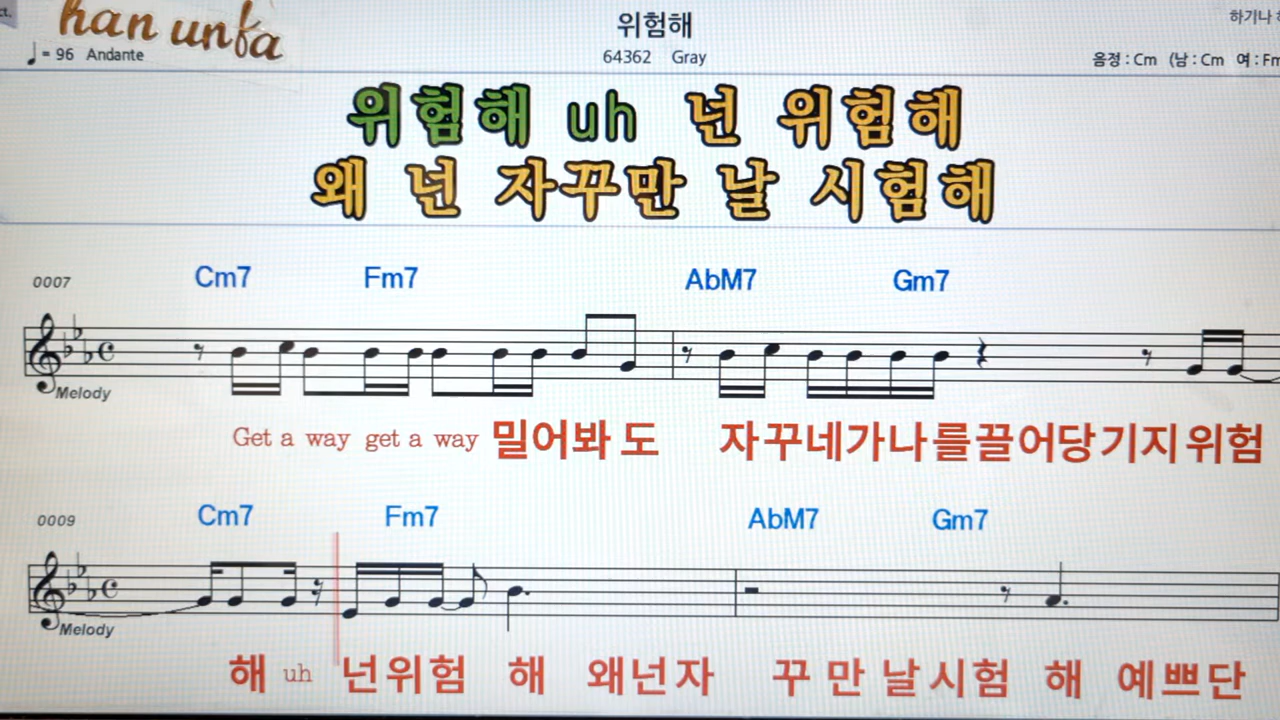 ct.
han unfa
위험해
하기나
♩= 96 Andante
64362 Gray
음정 : Cm (남 : Cm 여 : Fm
위험해 uh 넌 위험해
왜 넌 자꾸만 날 시험해
0007 Cm7 Fm7 AbM7 Gm7
Melody
Get a way get a way 밀어봐 도 자꾸네가나를끌어당기지 위험
0009 Cm7 Fm7 AbM7 Gm7
Melody
해 uh 넌위험 해 왜넌자 꾸 만 날시험 해 예쁘단